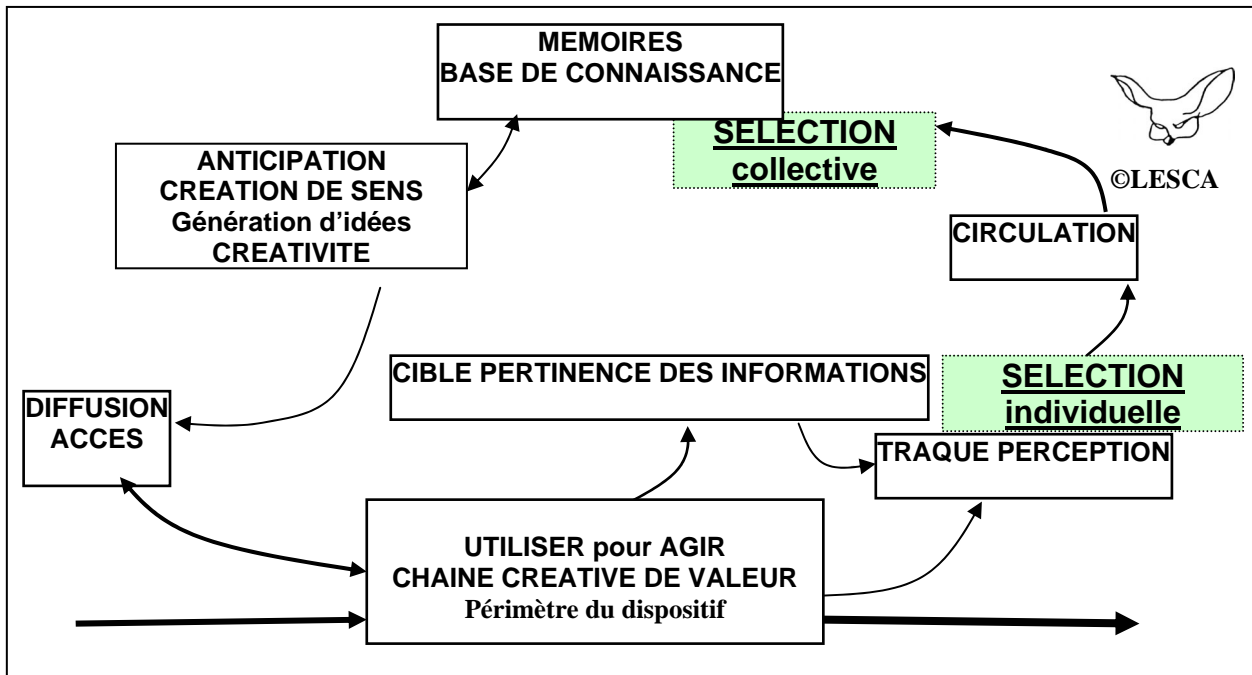 MEMOIRES
BASE DE CONNAISSANCE
SELECTION
collective
©LESCA
ANTICIPATION
CREATION DE SENS
Génération d'idées
CREATIVITE
CIRCULATION
CIBLE PERTINENCE DES INFORMATIONS
SELECTION
individuelle
DIFFUSION
ACCES
TRAQUE PERCEPTION
UTILISER pour AGIR
CHAINE CREATIVE DE VALEUR
Périmètre du dispositif